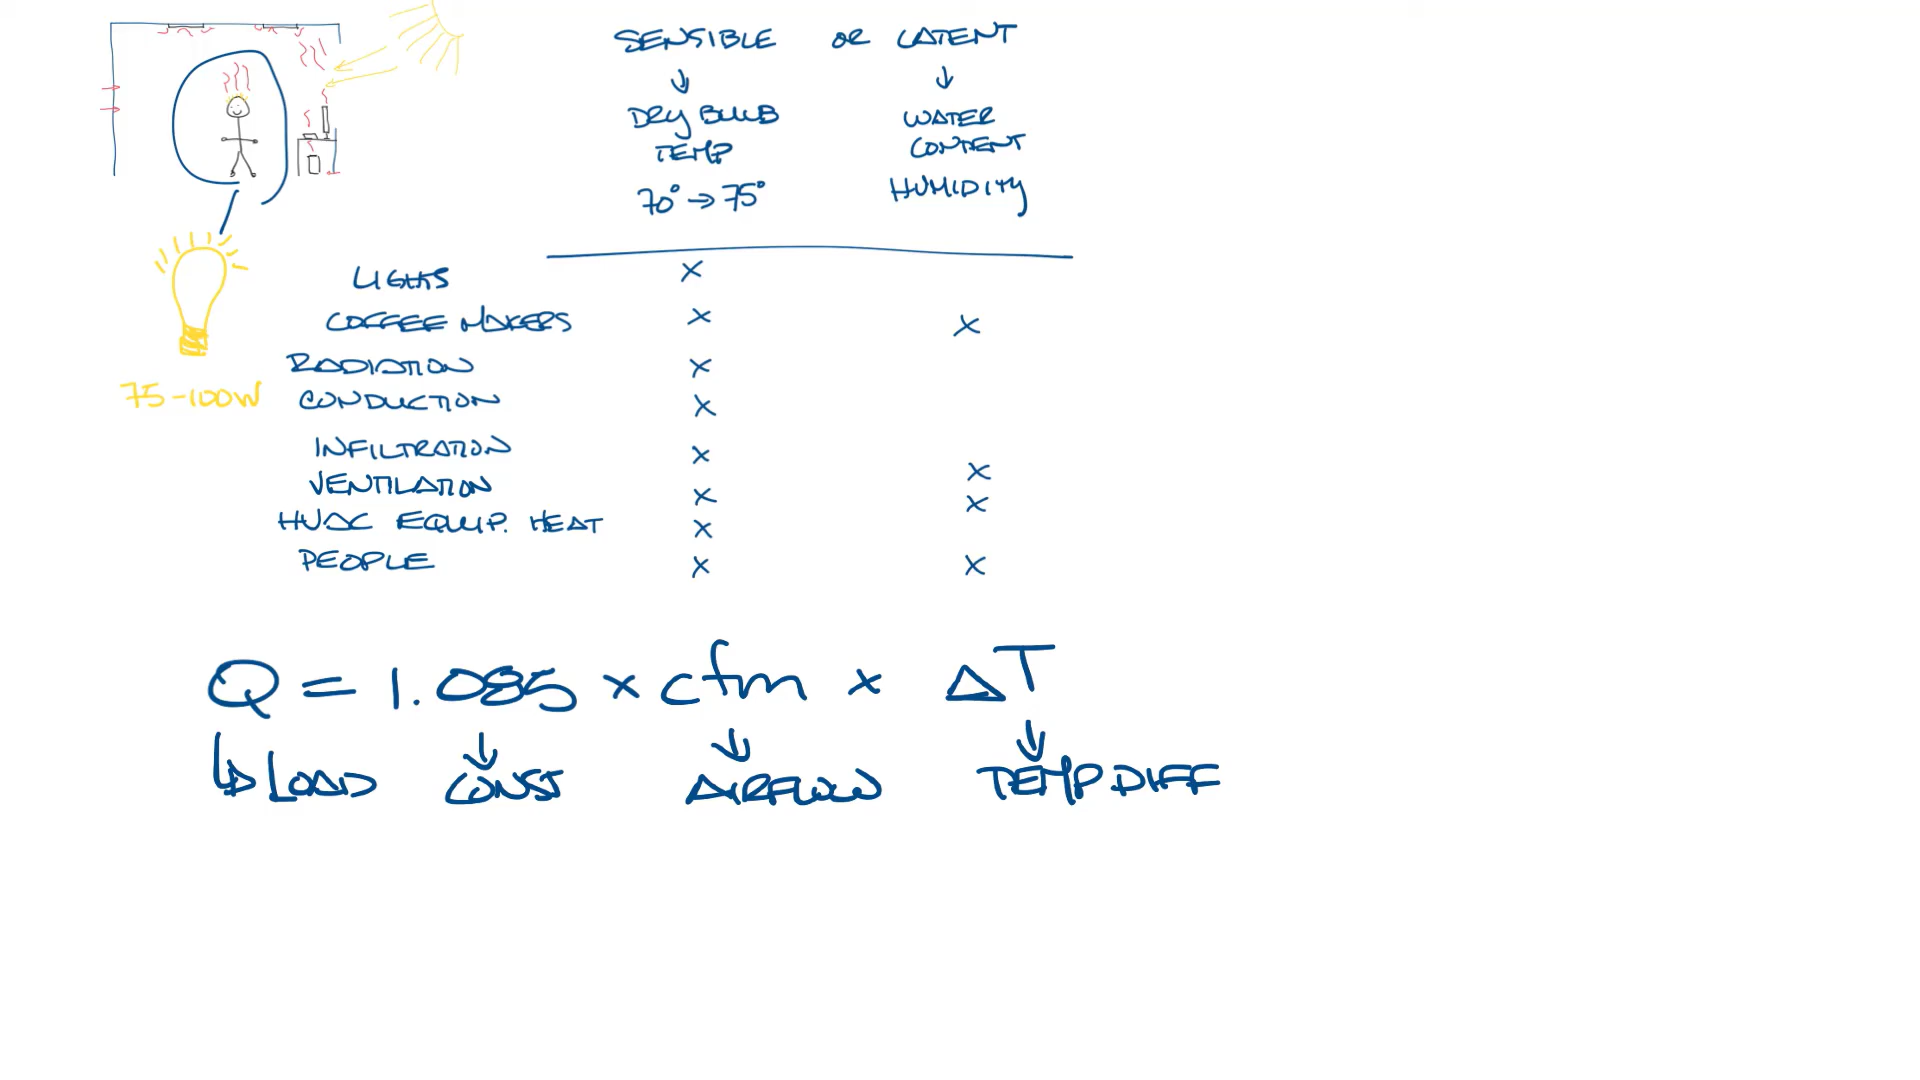 SENSIBLE OR LATENT
DRY BULB
TEMP
70° → 75°
WATER
CONTENT
HUMIDITY
LIGHTS X
COFFEE MAKERS X X
RADIATION X
CONDUCTION X
INFILTRATION X X
VENTILATION X X
HVAC EQUIP. HEAT X
PEOPLE X X
75-100W
Q = 1.085 x cfm x ΔT
LOAD CONST AIRFLOW TEMP DIFF